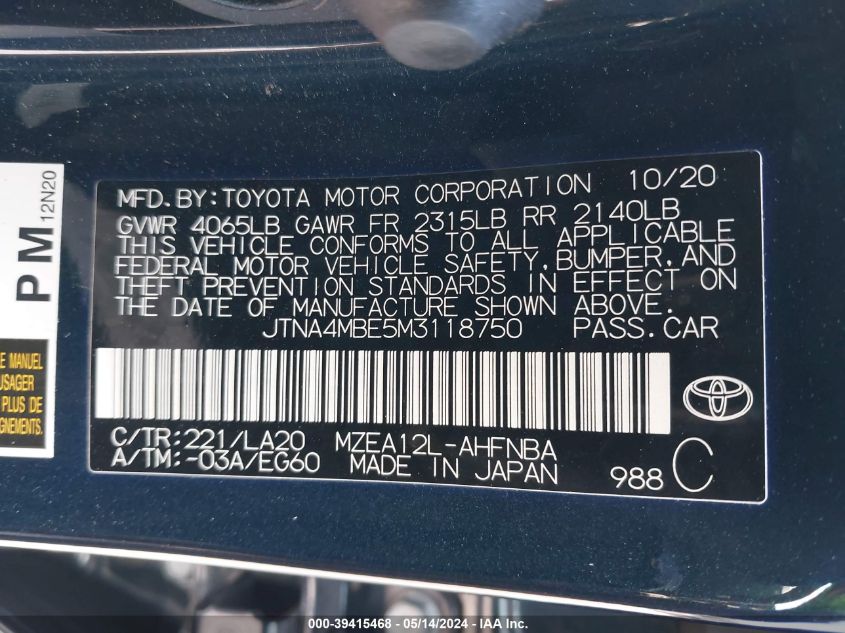 MFD. BY: TOYOTA MOTOR CORPORATION 10/20
GVWR 4065LB GAWR FR 2315LB RR 2140LB
THIS VEHICLE CONFORMS TO ALL APPLICABLE
FEDERAL MOTOR VEHICLE SAFETY, BUMPER, AND
THEFT PREVENTION STANDARDS IN EFFECT ON
THE DATE OF MANUFACTURE SHOWN ABOVE.
JTNA4MBE5M3118750 PASS. CAR
C/TR: 221/LA20 MZEA12L-AHFNBA
A/TM: -03A/EG60 MADE IN JAPAN
988 C
PM 12N20
MANUEL
USAGER
PLUS DE
GNEMENTS
000-39415468 - 05/14/2024 - IAA Inc.